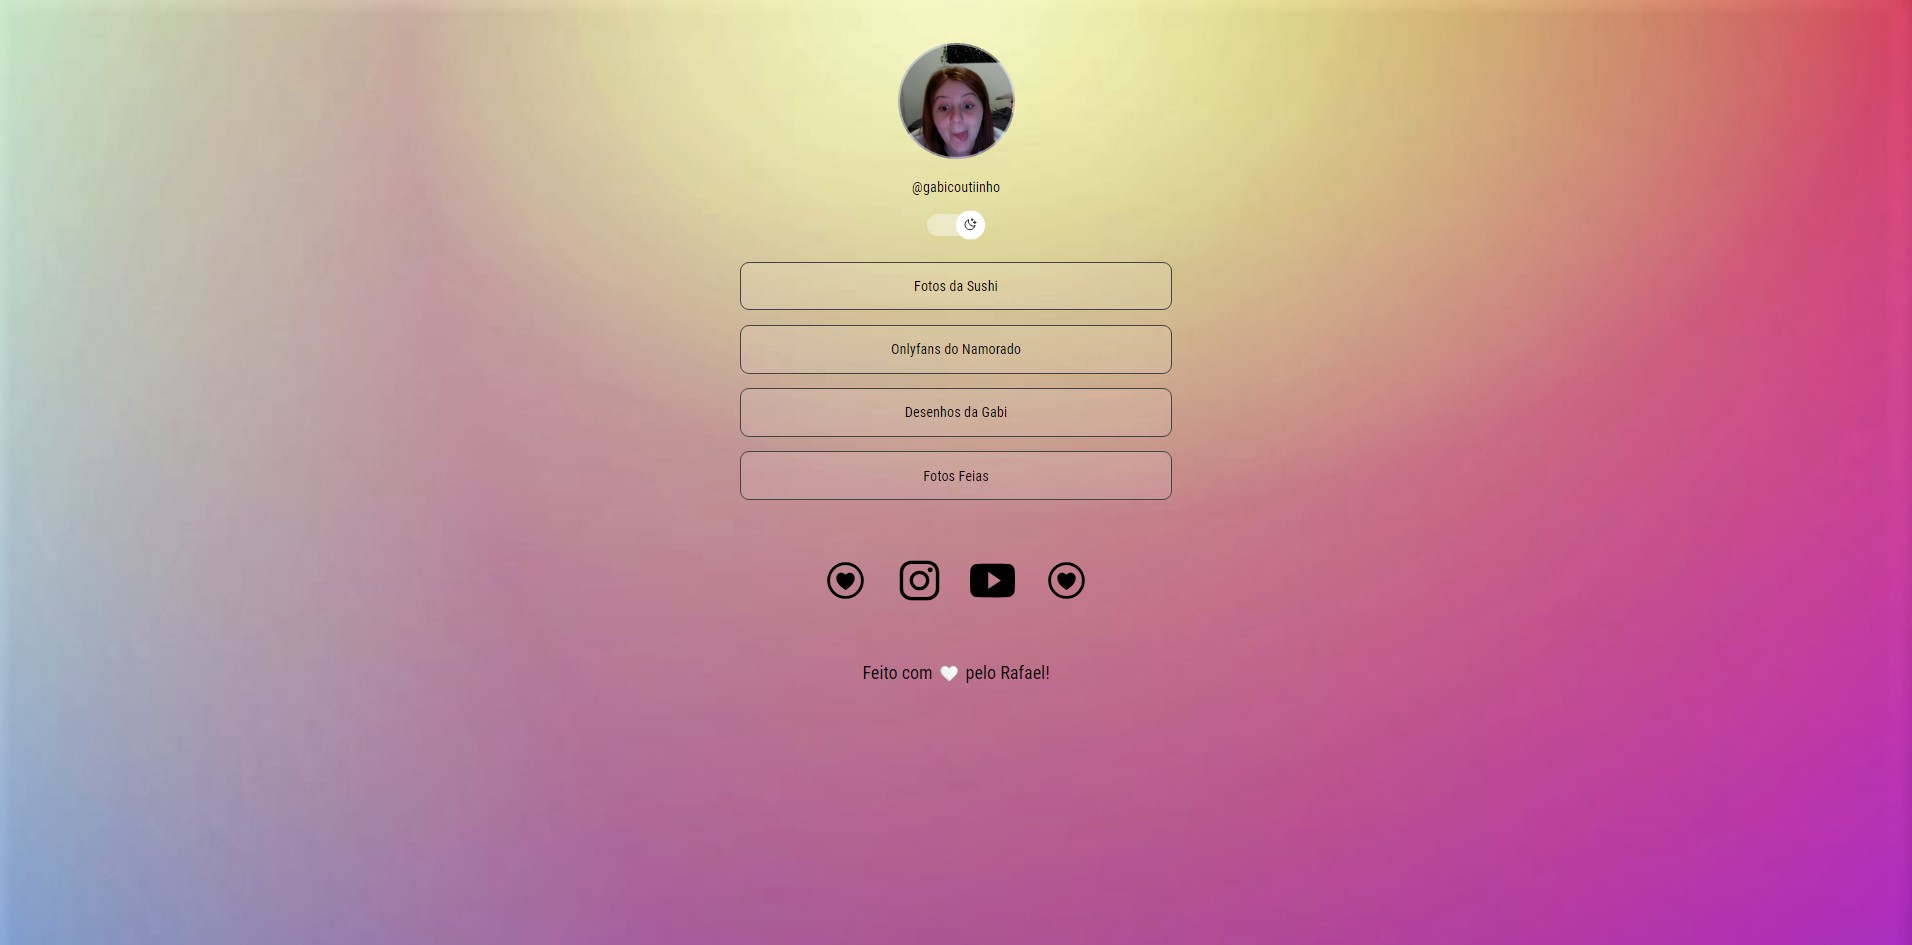 @gabicoutiinho
Fotos da Sushi
Onlyfans do Namorado
Desenhos da Gabi
Fotos Feias
Feito com 🤍 pelo Rafael!